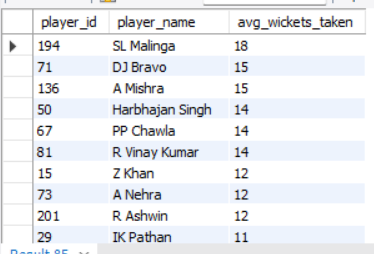 player_id player_name avg_wickets_taken
194 SL Malinga 18
71 DJ Bravo 15
136 A Mishra 15
50 Harbhajan Singh 14
67 PP Chawla 14
81 R Vinay Kumar 14
15 Z Khan 12
73 A Nehra 12
201 R Ashwin 12
29 IK Pathan 11
Result 85